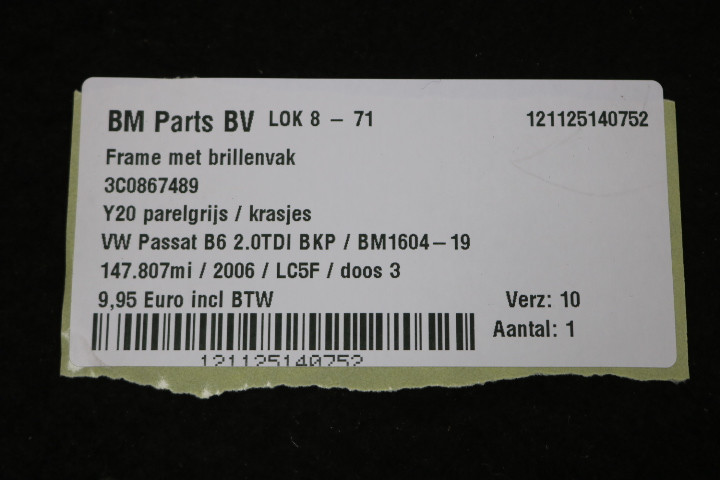 BM Parts BV LOK 8 - 71 121125140752
Frame met brillenvak
3C0867489
Y20 parelgrijs / krasjes
VW Passat B6 2.0TDI BKP / BM1604-19
147.807mi / 2006 / LC5F / doos 3
9,95 Euro incl BTW Verz: 10
Aantal: 1
121125140752